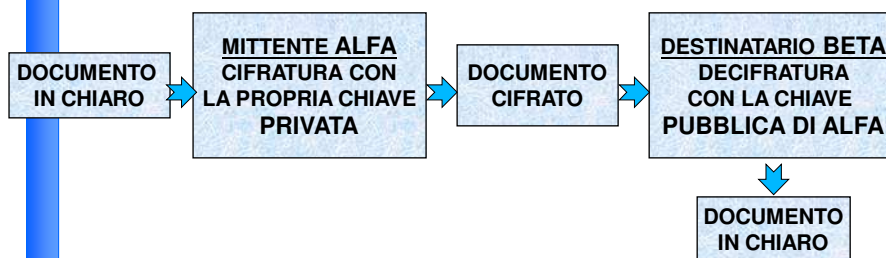 DOCUMENTO
IN CHIARO
MITTENTE ALFA
CIFRATURA CON
LA PROPRIA CHIAVE
PRIVATA
DOCUMENTO
CIFRATO
DESTINATARIO BETA
DECIFRATURA
CON LA CHIAVE
PUBBLICA DI ALFA
DOCUMENTO
IN CHIARO